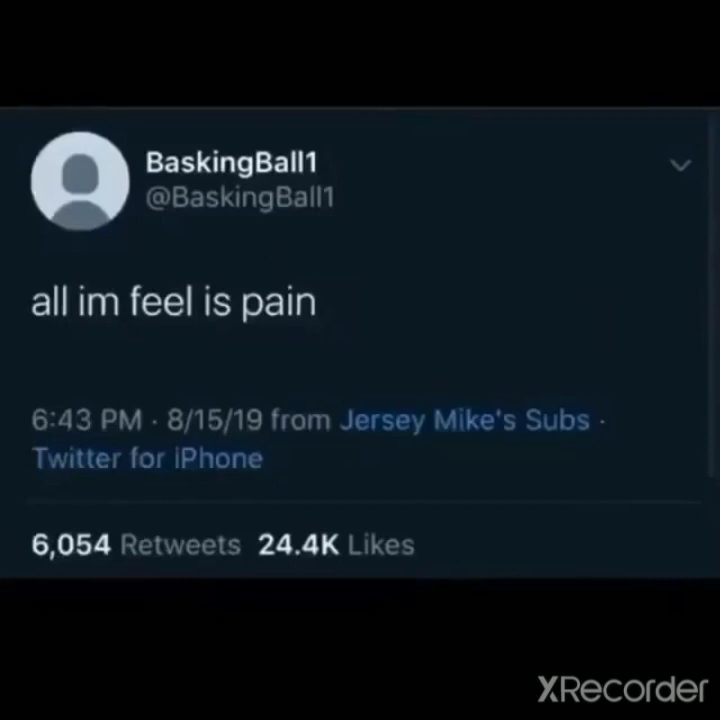 BaskingBall1
@BaskingBall1
all im feel is pain
6:43 PM · 8/15/19 from Jersey Mike's Subs ·
Twitter for iPhone
6,054 Retweets 24.4K Likes
XRecorder